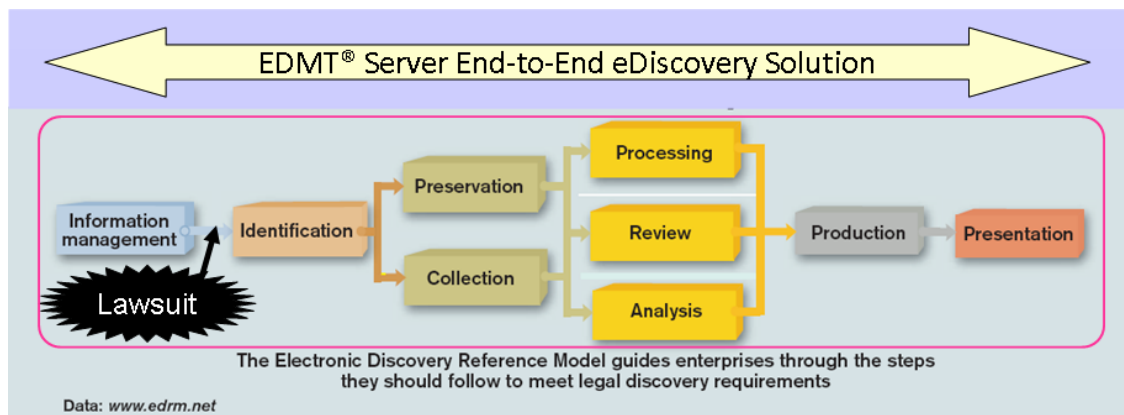 EDMT® Server End-to-End eDiscovery Solution
Information
management
Lawsuit
Identification
Preservation
Collection
Processing
Review
Analysis
Production
Presentation
The Electronic Discovery Reference Model guides enterprises through the steps
they should follow to meet legal discovery requirements
Data: www.edrm.net